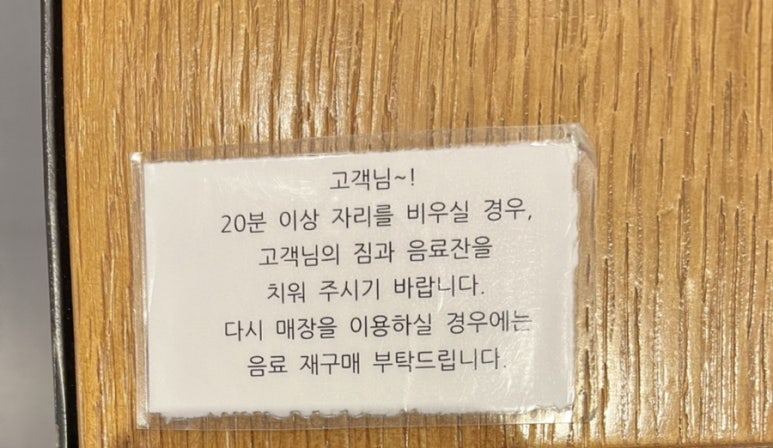 고객님~!
20분 이상 자리를 비우실 경우,
고객님의 짐과 음료잔을
치워 주시기 바랍니다.
다시 매장을 이용하실 경우에는
음료 재구매 부탁드립니다.